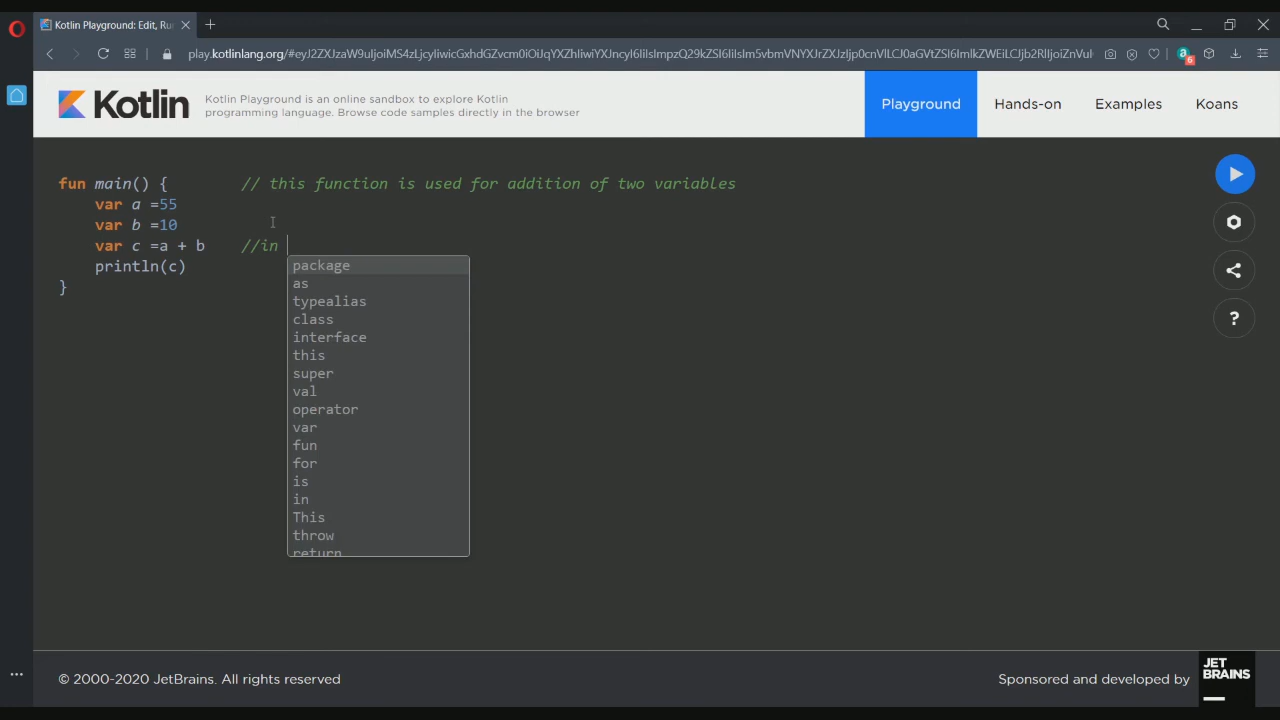 Kotlin Playground: Edit, Ru
play.kotlinlang.org/#eyJ2ZXJzaW9uIjoiMS4zLjcyIiwicGxhdGZvcm0iOiJqYXZhIiwiYXJncyI6IiIsImpzQ29kZSI6IiIsIm5vbmVNYXJrZXJzIjp0cnVlLCJ0aGVtZSI6ImlkZWEiLCJjb2RlIjoiZnVu
6
Kotlin
Kotlin Playground is an online sandbox to explore Kotlin
programming language. Browse code samples directly in the browser
Playground
Hands-on
Examples
Koans
fun main() { // this function is used for addition of two variables
var a =55
var b =10
var c =a + b //in
println(c)
}
package
as
typealias
class
interface
this
super
val
operator
var
fun
for
is
in
This
throw
return
?
© 2000-2020 JetBrains. All rights reserved
Sponsored and developed by
JET
BRAINS